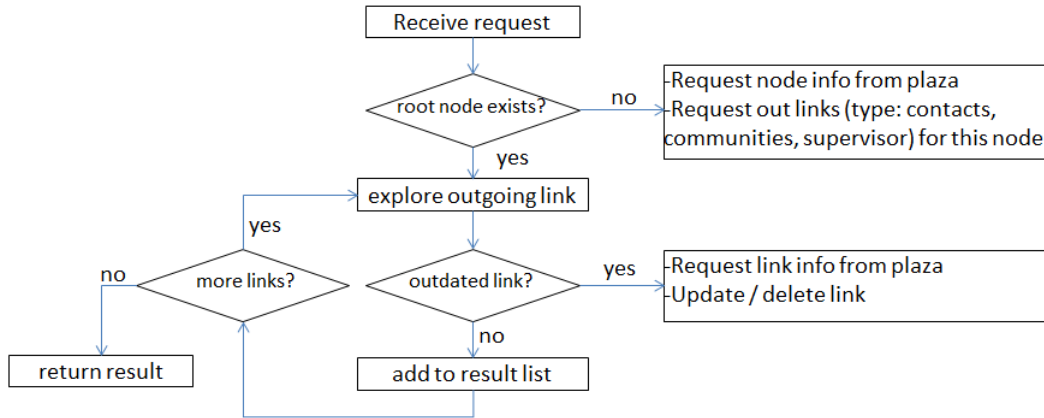 Receive request
root node exists?
no
-Request node info from plaza
-Request out links (type: contacts,
communities, supervisor) for this node
yes
explore outgoing link
yes
no
more links?
outdated link?
yes
-Request link info from plaza
-Update / delete link
no
return result
add to result list